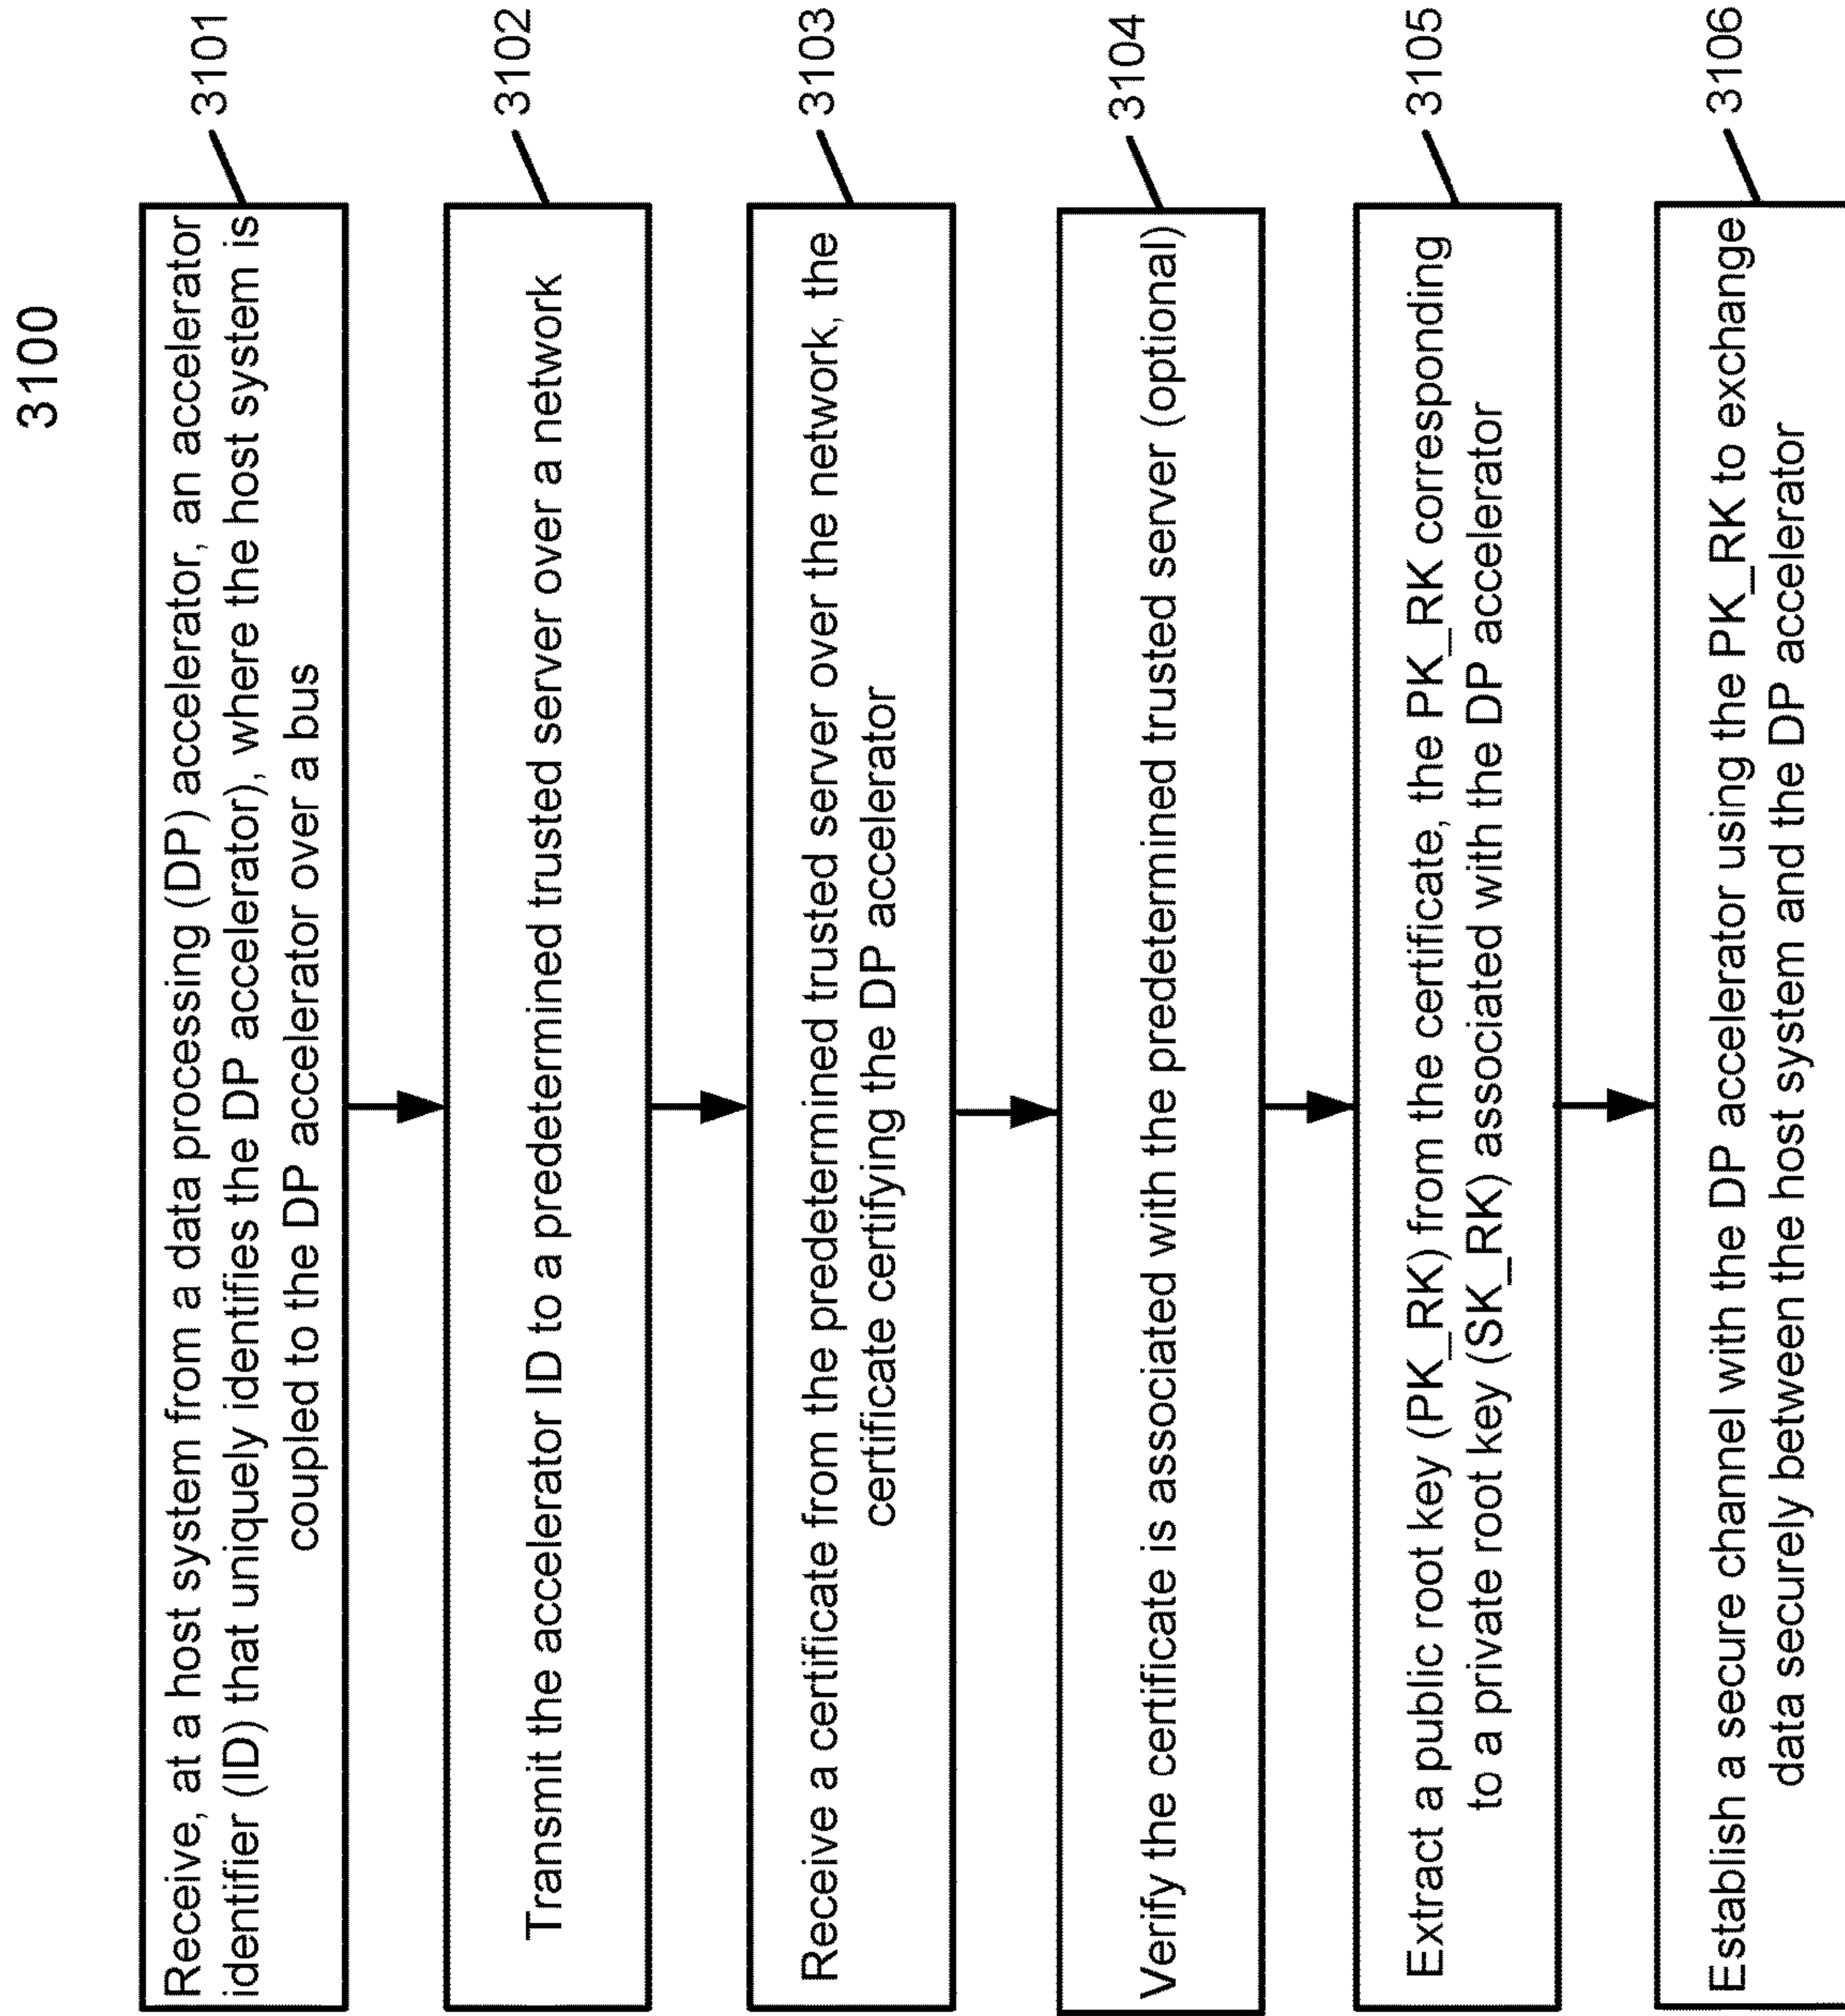 3100
Receive, at a host system from a data processing (DP) accelerator, an accelerator
identifier (ID) that uniquely identifies the DP accelerator), where the host system is
coupled to the DP accelerator over a bus
3101
Transmit the accelerator ID to a predetermined trusted server over a network
3102
Receive a certificate from the predetermined trusted server over the network, the
certificate certifying the DP accelerator
3103
Verify the certificate is associated with the predetermined trusted server (optional)
3104
Extract a public root key (PK_RK) from the certificate, the PK_RK corresponding
to a private root key (SK_RK) associated with the DP accelerator
3105
Establish a secure channel with the DP accelerator using the PK_RK to exchange
data securely between the host system and the DP accelerator
3106